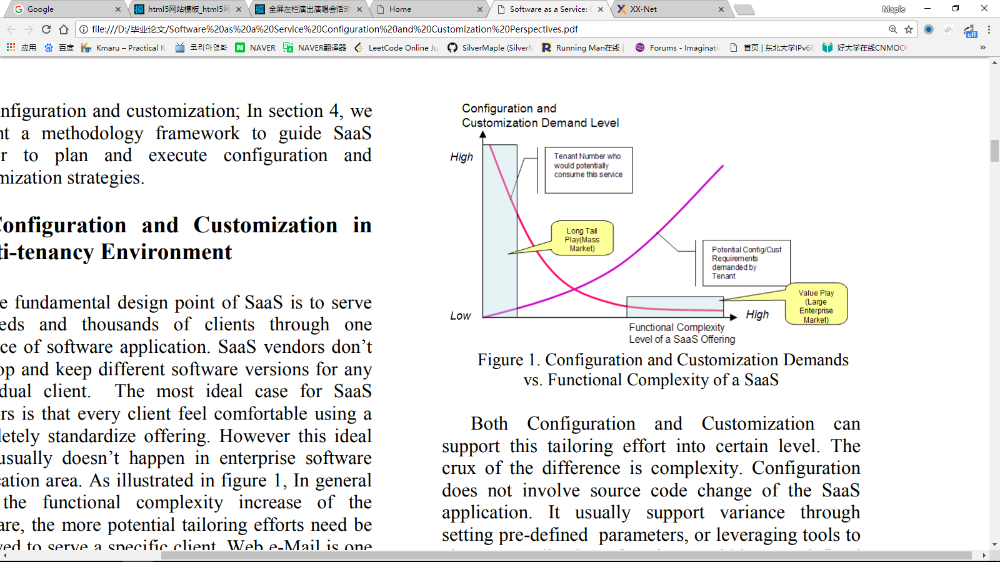 Google
html5网站模板_html5网
全屏左栏演出演唱会活动
Home
Software as a Service:
XX-Net
Maple
file:///D:/毕业论文/Software%20as%20a%20Service%20Configuration%20and%20Customization%20Perspectives.pdf
off
应用
百度
Kmaru – Practical K
코리아영화
NAVER
NAVER翻译器
LeetCode Online Ju
SilverMaple (SilverM
Running Man在线 |
Forums - Imaginati
首页 | 东北大学IPv6
好大学在线CNMOO
»
nfiguration and customization; In section 4, we
nt a methodology framework to guide SaaS
r to plan and execute configuration and
mization strategies.
Configuration and Customization in
ti-tenancy Environment
e fundamental design point of SaaS is to serve
eds and thousands of clients through one
ce of software application. SaaS vendors don’t
op and keep different software versions for any
dual client. The most ideal case for SaaS
rs is that every client feel comfortable using a
letely standardize offering. However this ideal
usually doesn’t happen in enterprise software
cation area. As illustrated in figure 1, In general
the functional complexity increase of the
are, the more potential tailoring efforts need be
ved to serve a specific client. Web e-Mail is one
Configuration and
Customization Demand Level
High
Tenant Number who
would potentially
consume this service
Long Tail
Play(Mass
Market)
Potential Config/Cust
Requirements
demanded by
Tenant
Value Play
(Large
Enterprise
Market)
Low
High
Functional Complexity
Level of a SaaS Offering
Figure 1. Configuration and Customization Demands
vs. Functional Complexity of a SaaS
Both Configuration and Customization can
support this tailoring effort into certain level. The
crux of the difference is complexity. Configuration
does not involve source code change of the SaaS
application. It usually support variance through
setting pre-defined parameters, or leveraging tools to